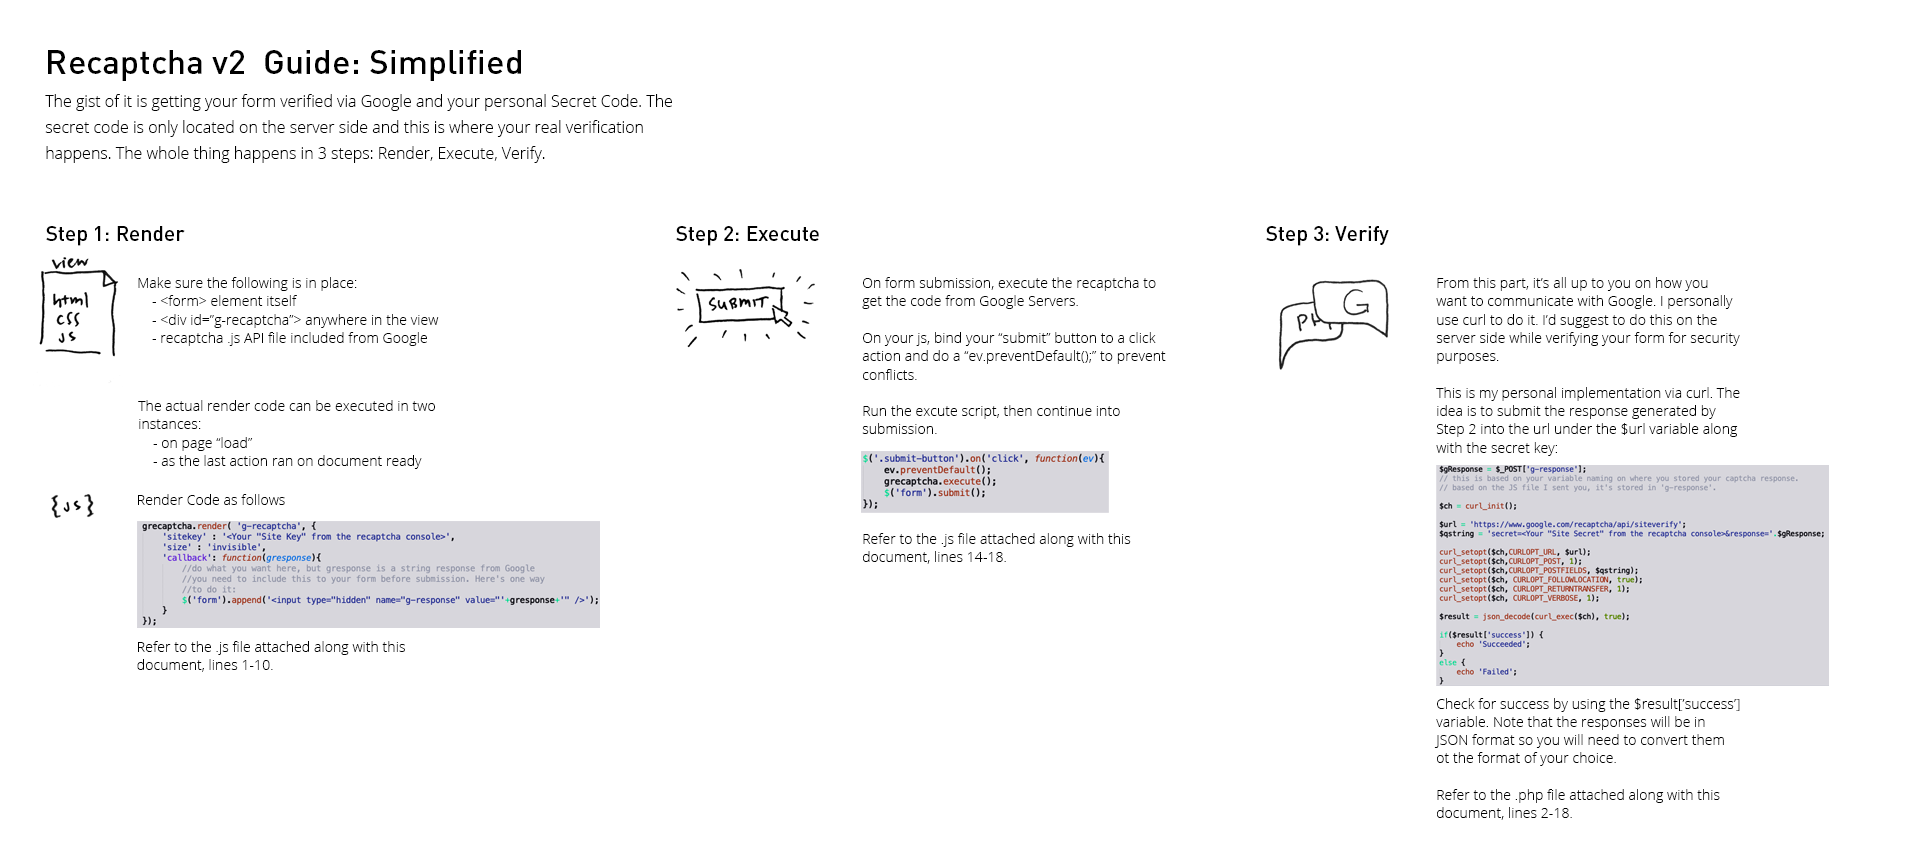 Recaptcha v2 Guide: Simplified
The gist of it is getting your form verified via Google and your personal Secret Code. The
secret code is only located on the server side and this is where your real verification
happens. The whole thing happens in 3 steps: Render, Execute, Verify.
Step 1: Render
view
html
css
js
Make sure the following is in place:
- <form> element itself
- <div id="g-recaptcha"> anywhere in the view
- recaptcha .js API file included from Google
The actual render code can be executed in two
instances:
- on page “load”
- as the last action ran on document ready
{js}
Render Code as follows
grecaptcha.render( 'g-recaptcha', {
'sitekey' : '<Your "Site Key" from the recaptcha console>',
'size' : 'invisible',
'callback': function(gresponse){
//do what you want here, but gresponse is a string response from Google
//you need to include this to your form before submission. Here's one way
//to do it:
$('form').append('<input type="hidden" name="g-response" value="'+gresponse+'" />');
}
});
Refer to the .js file attached along with this
document, lines 1-10.
Step 2: Execute
SUBMIT
On form submission, execute the recaptcha to
get the code from Google Servers.
On your js, bind your “submit” button to a click
action and do a “ev.preventDefault();” to prevent
conflicts.
Run the excute script, then continue into
submission.
$('.submit-button').on('click', function(ev){
ev.preventDefault();
grecaptcha.execute();
$('form').submit();
});
Refer to the .js file attached along with this
document, lines 14-18.
Step 3: Verify
PHP
G
From this part, it’s all up to you on how you
want to communicate with Google. I personally
use curl to do it. I’d suggest to do this on the
server side while verifying your form for security
purposes.
This is my personal implementation via curl. The
idea is to submit the response generated by
Step 2 into the url under the $url variable along
with the secret key:
$gResponse = $_POST['g-response'];
// this is based on your variable naming on where you stored your captcha response.
// based on the JS file I sent you, it's stored in 'g-response'.
$ch = curl_init();
$url = 'https://www.google.com/recaptcha/api/siteverify';
$qstring = 'secret=<Your "Site Secret" from the recaptcha console>&response='.$gResponse;
curl_setopt($ch,CURLOPT_URL, $url);
curl_setopt($ch,CURLOPT_POST, 1);
curl_setopt($ch,CURLOPT_POSTFIELDS, $qstring);
curl_setopt($ch, CURLOPT_FOLLOWLOCATION, true);
curl_setopt($ch, CURLOPT_RETURNTRANSFER, 1);
curl_setopt($ch, CURLOPT_VERBOSE, 1);
$result = json_decode(curl_exec($ch), true);
if($result['success']) {
echo 'Succeeded';
}
else {
echo 'Failed';
}
Check for success by using the $result[‘success’]
variable. Note that the responses will be in
JSON format so you will need to convert them
ot the format of your choice.
Refer to the .php file attached along with this
document, lines 2-18.